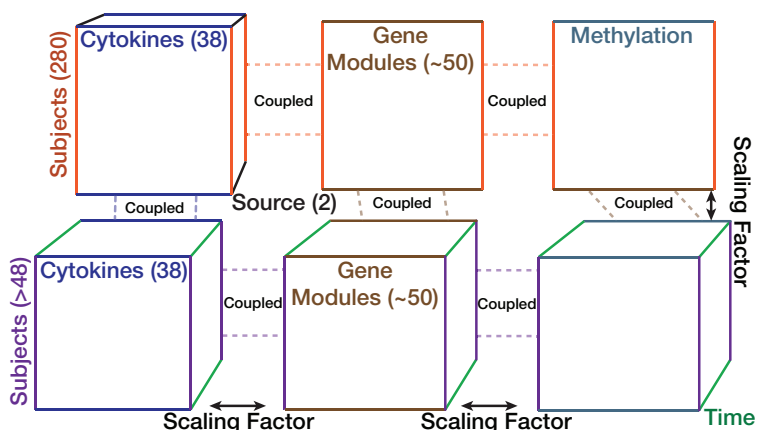 Cytokines (38)
Gene
Modules (~50)
Methylation
Subjects (280)
Coupled
Coupled
Scaling Factor
Coupled
Source (2)
Coupled
Coupled
Cytokines (38)
Gene
Modules (~50)
Subjects (>48)
Coupled
Coupled
Scaling Factor
Scaling Factor
Time